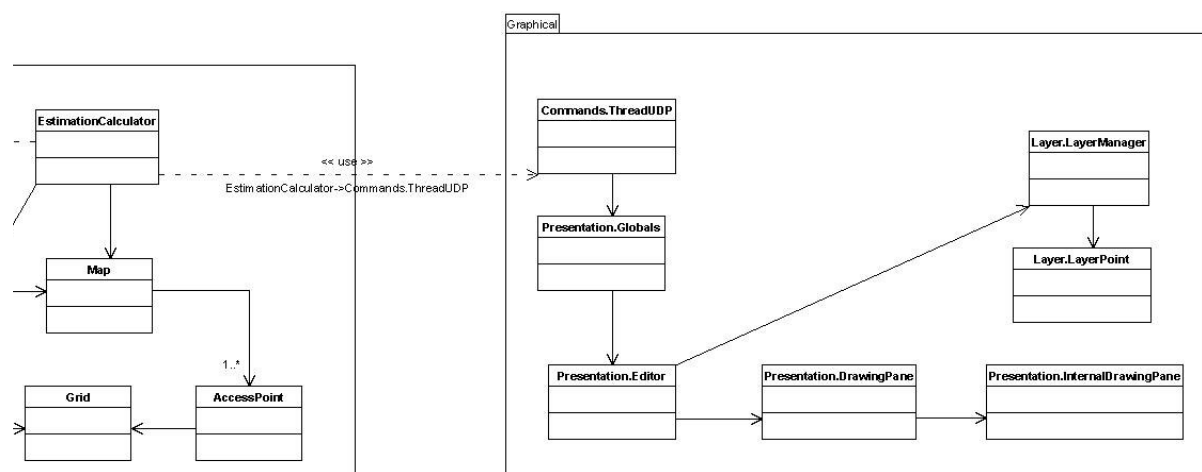 Graphical
EstimationCalculator
Commands.ThreadUDP
<< use >>
EstimationCalculator->Commands.ThreadUDP
Layer.LayerManager
Presentation.Globals
Map
Layer.LayerPoint
1..*
Grid
AccessPoint
Presentation.Editor
Presentation.DrawingPane
Presentation.InternalDrawingPane